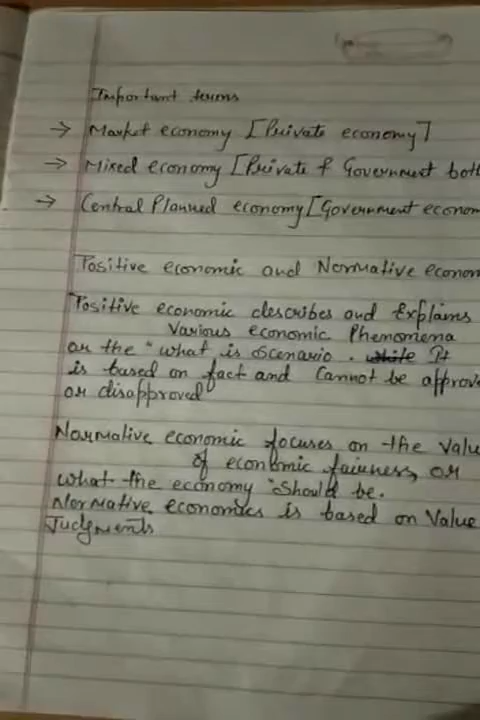 Important terms
→ Market economy [Private economy]
→ Mixed economy [Private & Government both
→ Central Planned economy [Government econom
Positive economic and Normative econom
Positive economic describes and Explains
Various economic Phenomena
or the "what is Scenario. while It
is based on fact and Cannot be approve
or disapproved
Normative economic focuses on the Value
of economic fairness, or
what the economy "Should be.
Normative economics is based on Value
Judgments